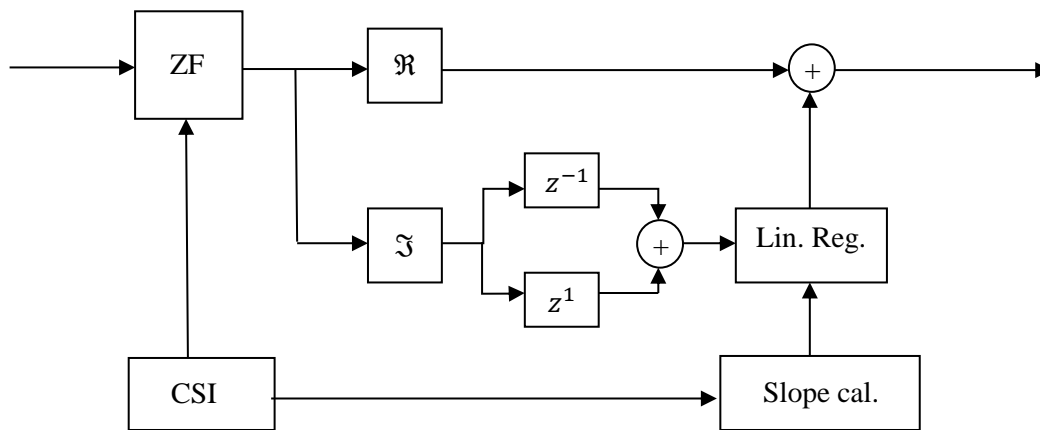 ZF
ℜ
+
z⁻¹
ℑ
+
Lin. Reg.
z¹
CSI
Slope cal.